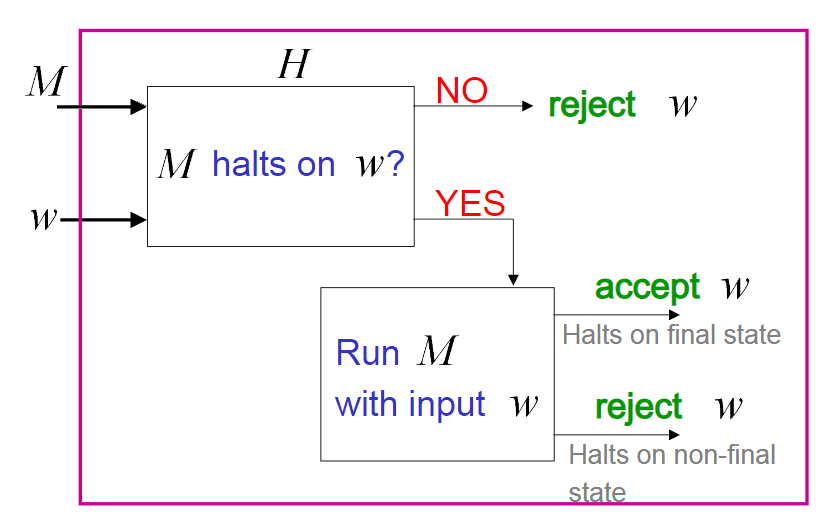 H
M
NO
reject w
M halts on w?
YES
w
accept w
Halts on final state
Run M
with input w
reject w
Halts on non-final
state